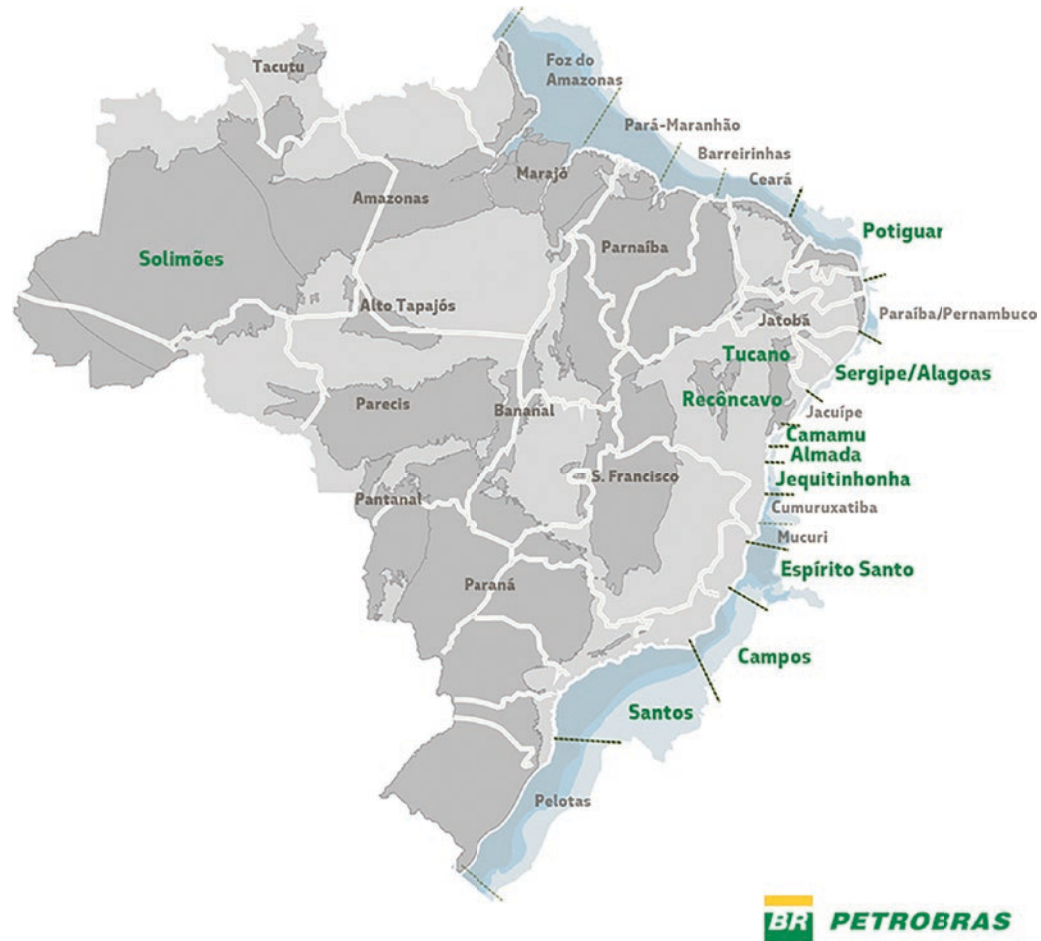 Foz do
Amazonas
Tacutu
Pará-Maranhão
Barreirinhas
Ceará
Marajó
Amazonas
Potiguar
Parnaíba
Solimões
Alto Tapajós
Paraíba/Pernambuco
Jatobá
Tucano
Sergipe/Alagoas
Recôncavo
Parecis
Bananal
Jacuípe
Camamu
Almada
S. Francisco
Jequitinhonha
Pantanal
Cumuruxatiba
Mucuri
Espírito Santo
Paraná
Campos
Santos
Pelotas
BR PETROBRAS